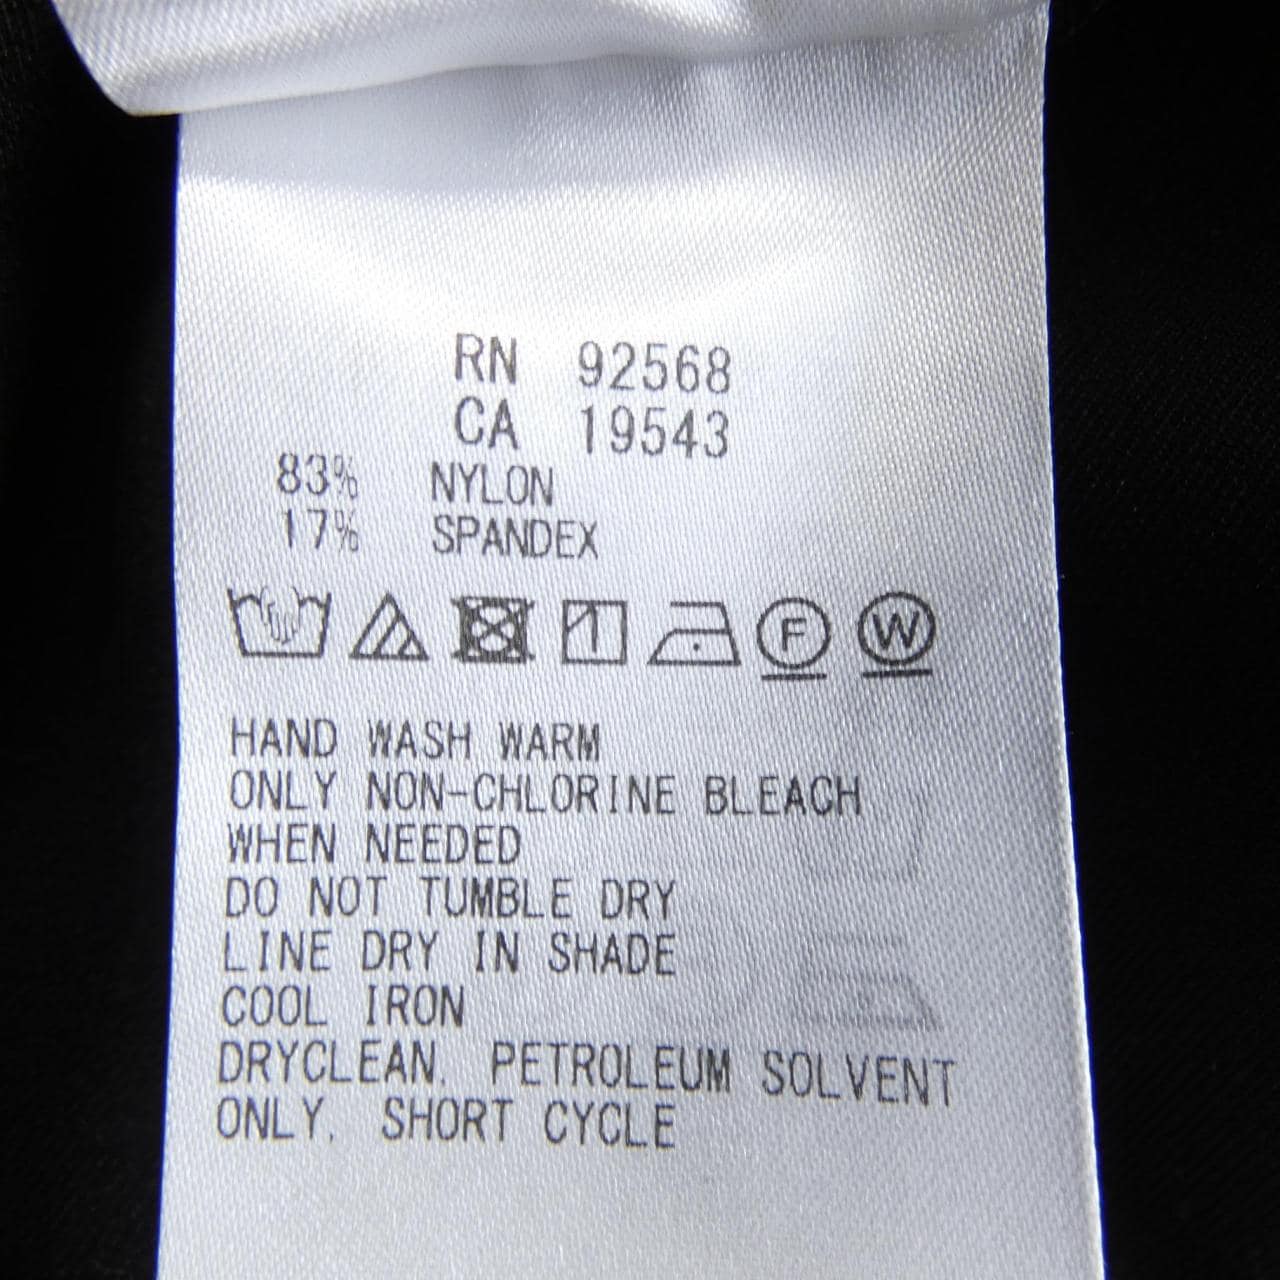 RN 92568
CA 19543
83% NYLON
17% SPANDEX
F W
HAND WASH WARM
ONLY NON-CHLORINE BLEACH
WHEN NEEDED
DO NOT TUMBLE DRY
LINE DRY IN SHADE
COOL IRON
DRYCLEAN. PETROLEUM SOLVENT
ONLY. SHORT CYCLE